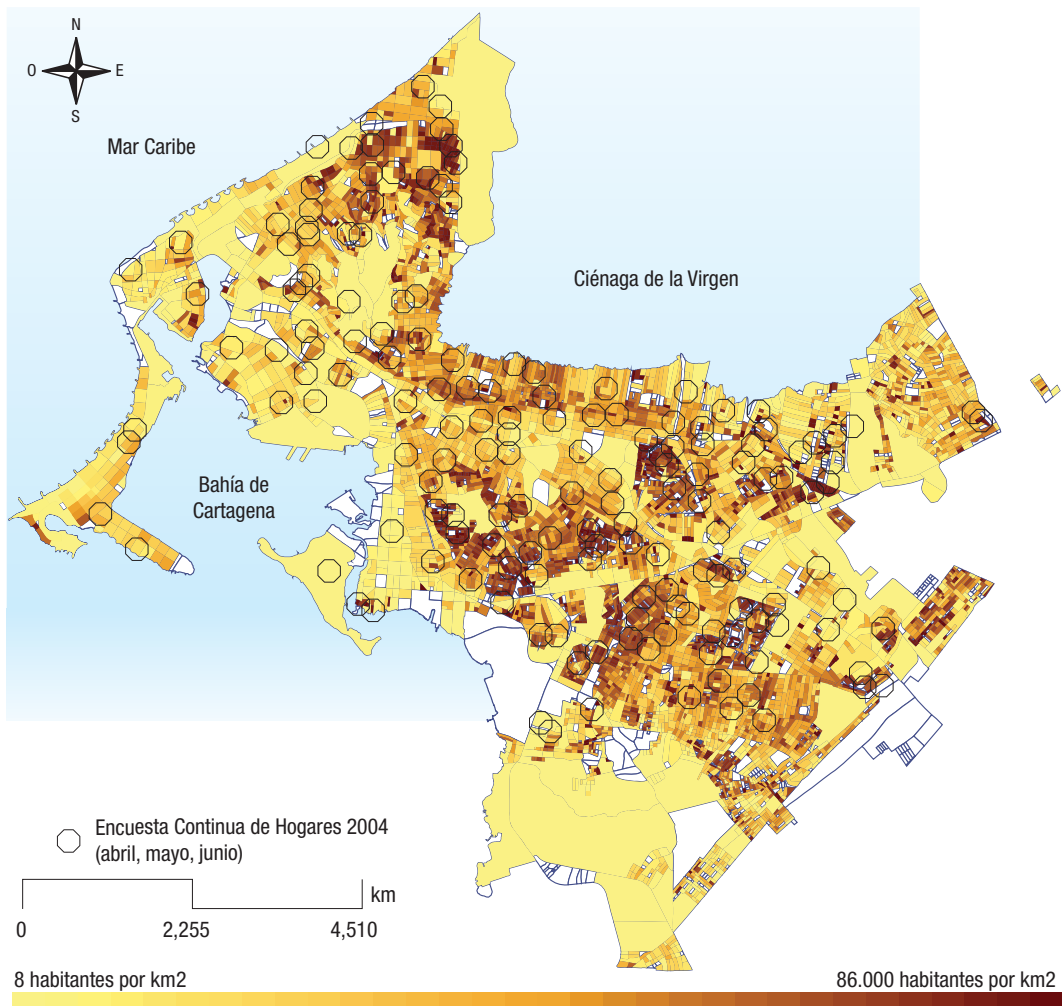 N
O E
S
Mar Caribe
Ciénaga de la Virgen
Bahía de
Cartagena
Encuesta Continua de Hogares 2004
(abril, mayo, junio)
km
0 2,255 4,510
8 habitantes por km2 86.000 habitantes por km2